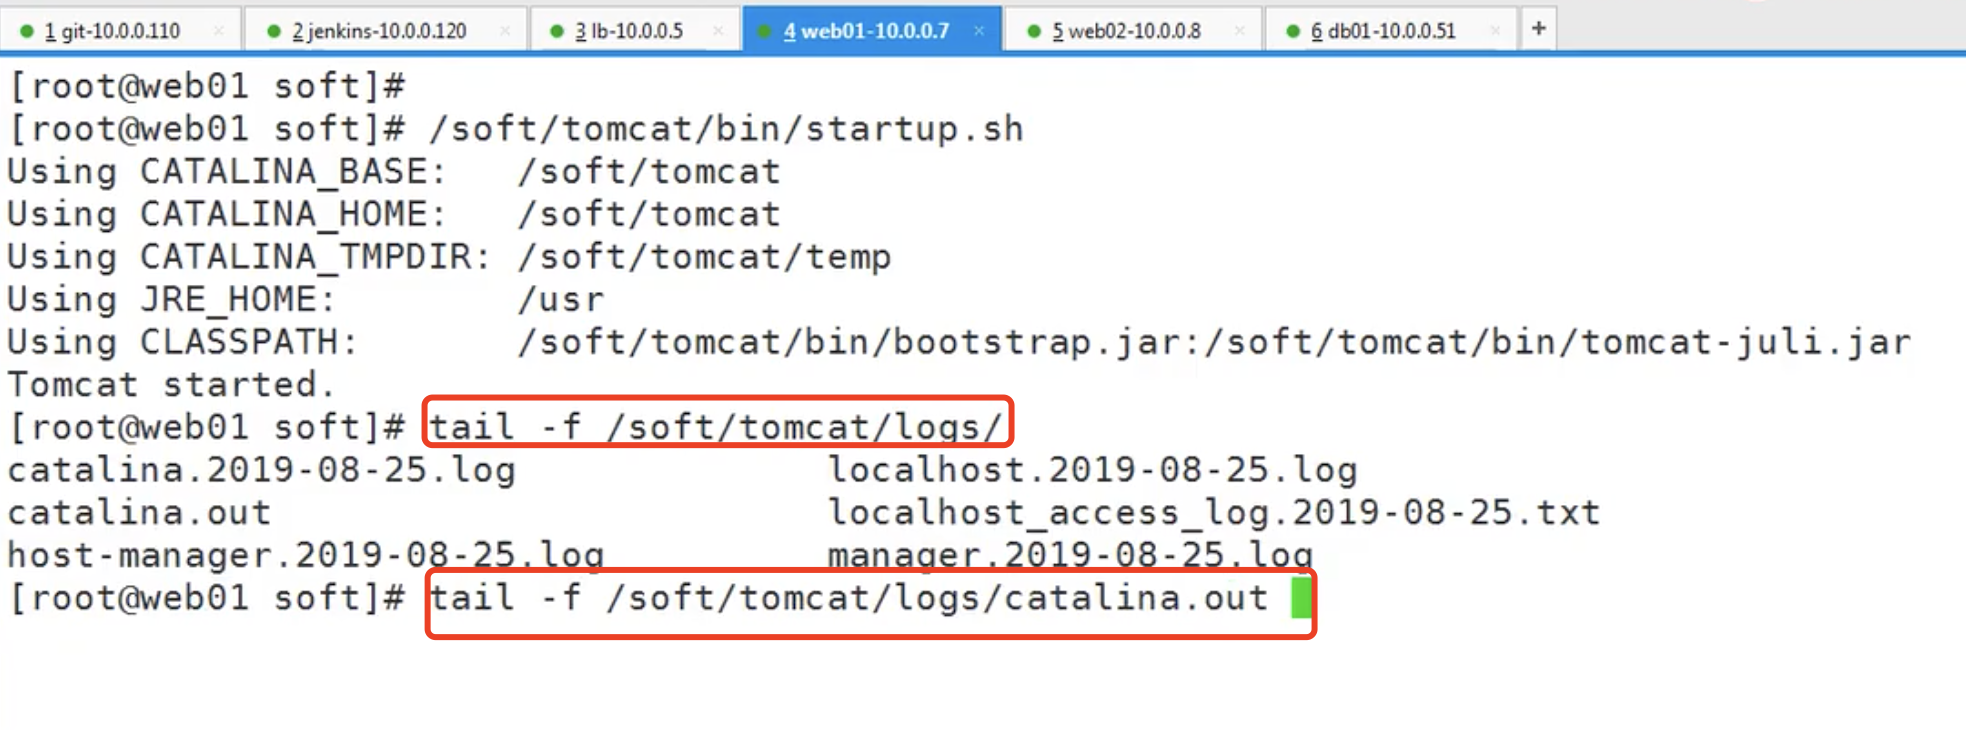 1 git-10.0.0.110 × 2 jenkins-10.0.0.120 × 3 lb-10.0.0.5 × 4 web01-10.0.0.7 × 5 web02-10.0.0.8 × 6 db01-10.0.0.51 × +
[root@web01 soft]#
[root@web01 soft]# /soft/tomcat/bin/startup.sh
Using CATALINA_BASE:   /soft/tomcat
Using CATALINA_HOME:   /soft/tomcat
Using CATALINA_TMPDIR: /soft/tomcat/temp
Using JRE_HOME:        /usr
Using CLASSPATH:       /soft/tomcat/bin/bootstrap.jar:/soft/tomcat/bin/tomcat-juli.jar
Tomcat started.
[root@web01 soft]# tail -f /soft/tomcat/logs/
catalina.2019-08-25.log              localhost.2019-08-25.log
catalina.out                         localhost_access_log.2019-08-25.txt
host-manager.2019-08-25.log          manager.2019-08-25.log
[root@web01 soft]# tail -f /soft/tomcat/logs/catalina.out